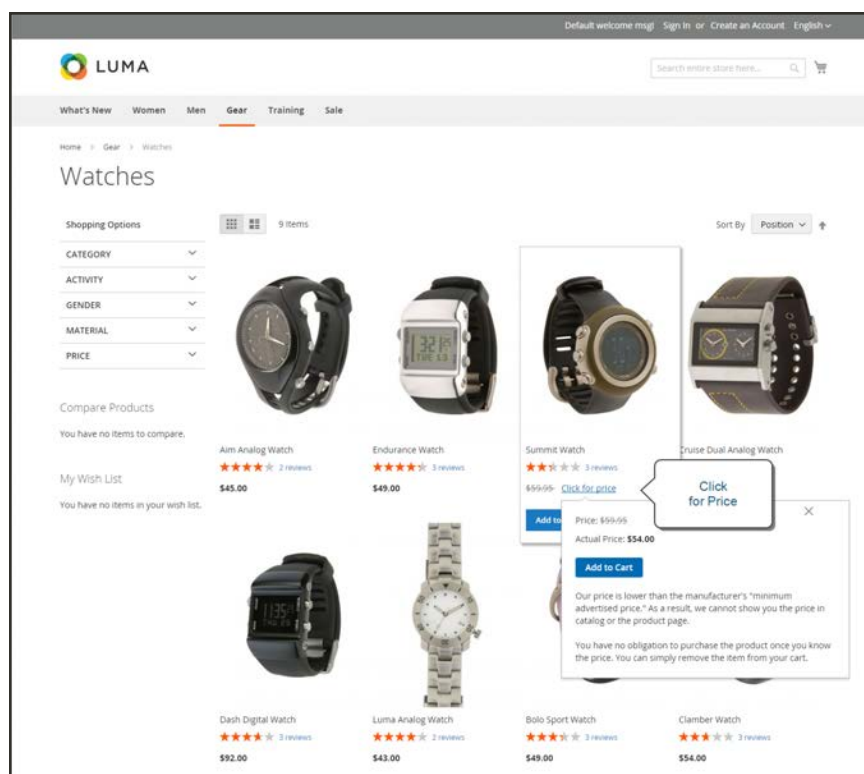 Default welcome msg! Sign In or Create an Account English
LUMA
Search entire store here...
What's New Women Men Gear Training Sale
Home > Gear > Watches
Watches
Shopping Options
9 Items
Sort By Position
CATEGORY
ACTIVITY
GENDER
MATERIAL
PRICE
Compare Products
You have no items to compare.
My Wish List
You have no items in your wish list.
Aim Analog Watch
2 reviews
$45.00
Endurance Watch
3 reviews
$49.00
Summit Watch
3 reviews
$59.95 Click for price
Add to
Cruise Dual Analog Watch
Click
for Price
Price: $59.95
Actual Price: $54.00
Add to Cart
Our price is lower than the manufacturer's "minimum
advertised price." As a result, we cannot show you the price in
catalog or the product page.
You have no obligation to purchase the product once you know
the price. You can simply remove the item from your cart.
Dash Digital Watch
3 reviews
$92.00
Luma Analog Watch
2 reviews
$43.00
Bolo Sport Watch
3 reviews
$49.00
Clamber Watch
3 reviews
$54.00